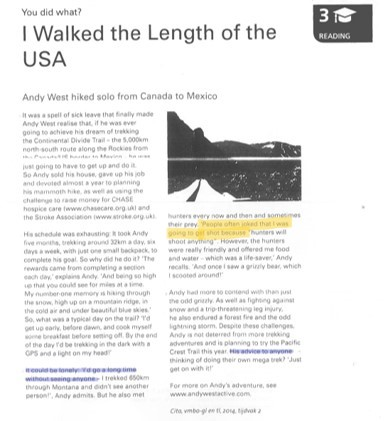 You did what?
I Walked the Length of the
USA
3
READING
Andy West hiked solo from Canada to Mexico
It was a spell of sick leave that finally made
Andy West realise that, if he was ever
going to achieve his dream of trekking
the Continental Divide Trail – the 5,000km
north-south route along the Rockies from
the Canada/US border to Mexico – he was
just going to have to get up and do it.
So Andy sold his house, gave up his job
and devoted almost a year to planning
his mammoth hike, as well as using the
challenge to raise money for CHASE
hospice care (www.chasecare.org.uk) and
the Stroke Association (www.stroke.org.uk).
His schedule was exhausting: It took Andy
five months, trekking around 32km a day, six
days a week, with just one small backpack, to
complete his goal. So why did he do it? 'The
rewards came from completing a section
each day,' explains Andy. 'And being so high
up that you could see for miles at a time.
My number-one memory is hiking through
the snow, high up on a mountain ridge, in
the cold air and under beautiful blue skies.'
So, what was a typical day on the trail? 'I'd
get up early, before dawn, and cook myself
some breakfast before setting off. By the end
of the day I'd be trekking in the dark with a
GPS and a light on my head!'
'It could be lonely. I'd go a long time
without seeing anyone – I trekked 650km
through Montana and didn't see another
person!', Andy admits. But he also met
hunters every now and then and sometimes
their prey. 'People often joked that I was
going to get shot because "hunters will
shoot anything". However, the hunters
were really friendly and offered me food
and water – which was a life-saver,' Andy
recalls. 'And once I saw a grizzly bear, which
I scooted around!'
Andy had more to contend with than just
the odd grizzly. As well as fighting against
snow and a trip-threatening leg injury,
he also endured a forest fire and the odd
lightning storm. Despite these challenges,
Andy is not deterred from more trekking
adventures and is planning to try the Pacific
Crest Trail this year. His advice to anyone
thinking of doing their own mega trek? 'Just
get on with it!'
For more on Andy's adventure, see
www.andywestactive.com.
Cito, vmbo-gl en tl, 2014, tijdvak 2